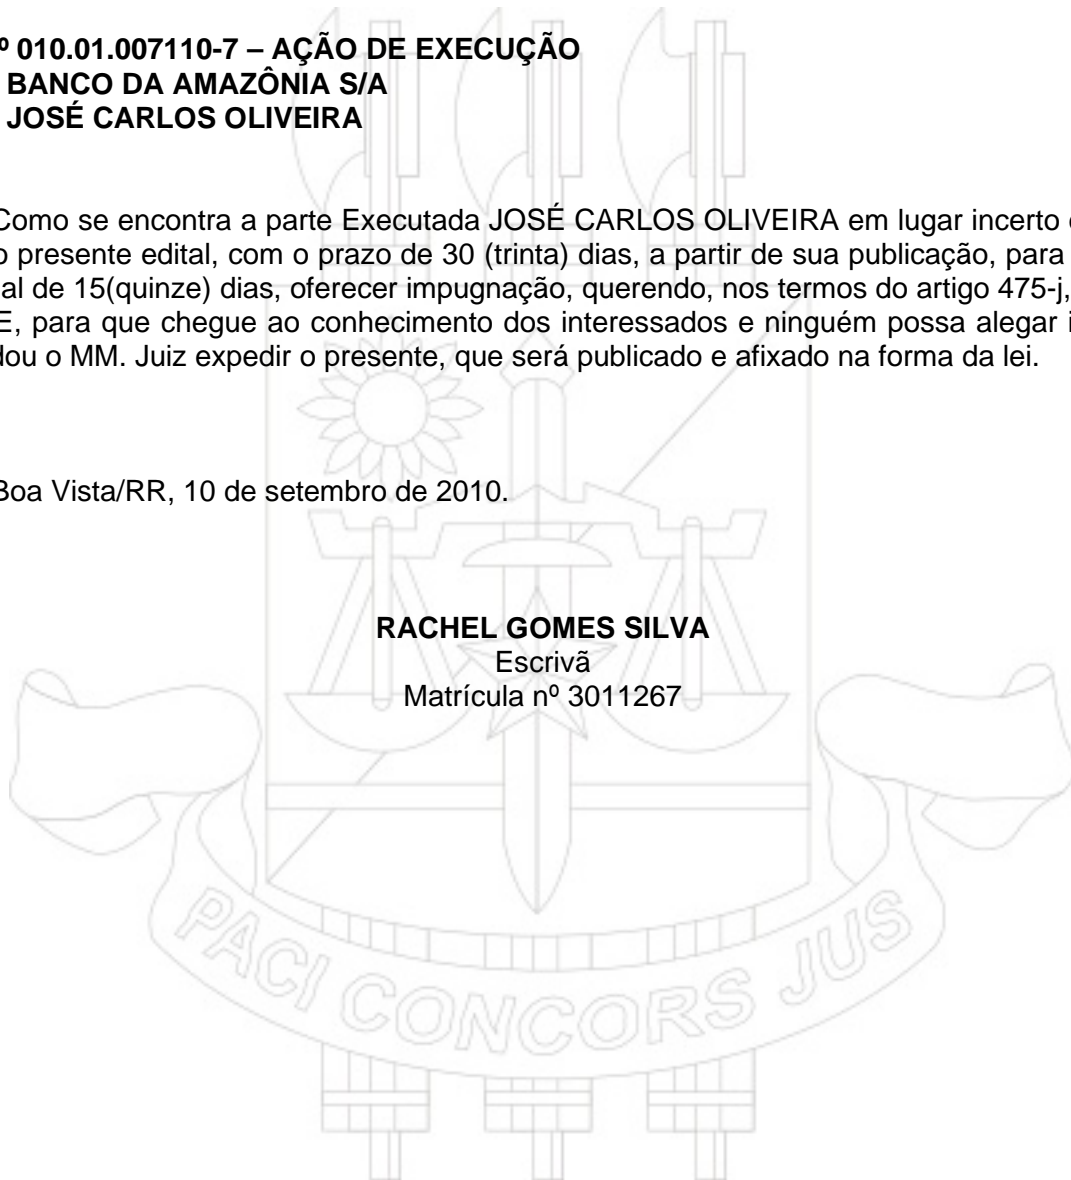 º 010.01.007110-7 – AÇÃO DE EXECUÇÃO
BANCO DA AMAZÔNIA S/A
JOSÉ CARLOS OLIVEIRA
Como se encontra a parte Executada JOSÉ CARLOS OLIVEIRA em lugar incerto
o presente edital, com o prazo de 30 (trinta) dias, a partir de sua publicação, para
al de 15(quinze) dias, oferecer impugnação, querendo, nos termos do artigo 475-j,
E, para que chegue ao conhecimento dos interessados e ninguém possa alegar i
dou o MM. Juiz expedir o presente, que será publicado e afixado na forma da lei.
Boa Vista/RR, 10 de setembro de 2010.
RACHEL GOMES SILVA
Escrivã
Matrícula nº 3011267
PACI CONCORS JUS